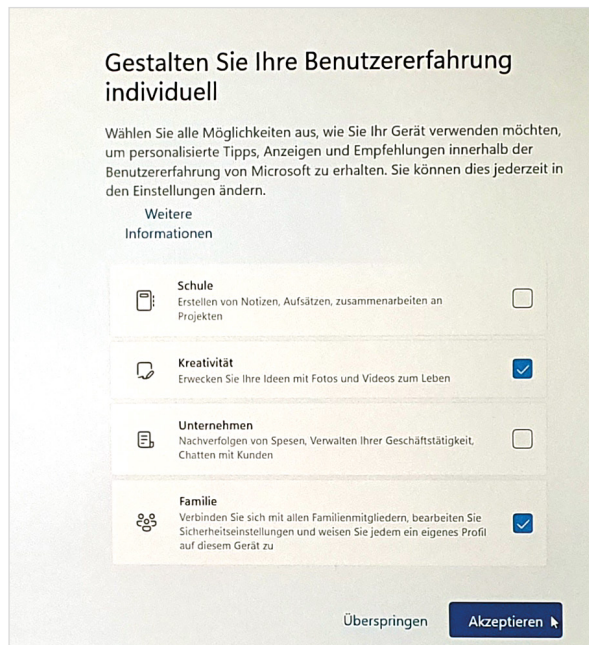 Gestalten Sie Ihre Benutzererfahrung
individuell
Wählen Sie alle Möglichkeiten aus, wie Sie Ihr Gerät verwenden möchten,
um personalisierte Tipps, Anzeigen und Empfehlungen innerhalb der
Benutzererfahrung von Microsoft zu erhalten. Sie können dies jederzeit in
den Einstellungen ändern.
Weitere
Informationen
Schule
Erstellen von Notizen, Aufsätzen, zusammenarbeiten an
Projekten
Kreativität
Erwecken Sie Ihre Ideen mit Fotos und Videos zum Leben
Unternehmen
Nachverfolgen von Spesen, Verwalten Ihrer Geschäftstätigkeit,
Chatten mit Kunden
Familie
Verbinden Sie sich mit allen Familienmitgliedern, bearbeiten Sie
Sicherheitseinstellungen und weisen Sie jedem ein eigenes Profil
auf diesem Gerät zu
Überspringen
Akzeptieren